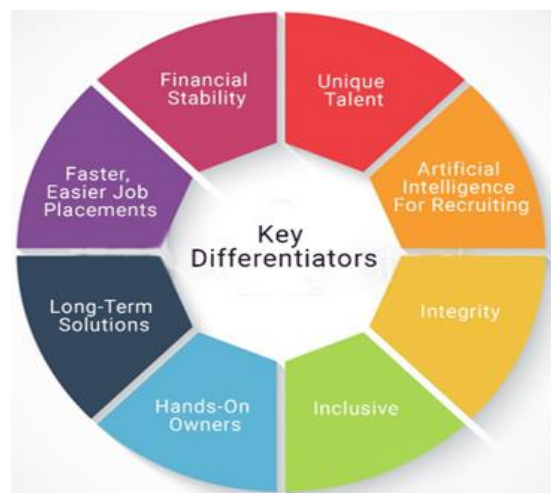 Financial
Stability
Unique
Talent
Artificial
Intelligence
For Recruiting
Faster,
Easier Job
Placements
Key
Differentiators
Long-Term
Solutions
Integrity
Hands-On
Owners
Inclusive